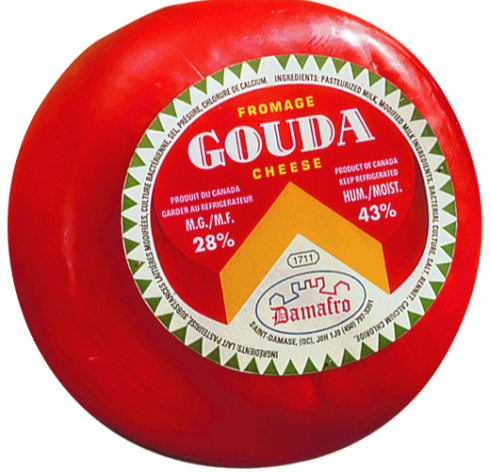 INGREDIENTS: PASTEURIZED MILK, MODIFIED MILK INGREDIENTS, BACTERIAL CULTURE, SALT, RENNET, CALCIUM CHLORIDE.
INGRÉDIENTS: LAIT PASTEURISÉ, SUBSTANCES LAITIÈRES MODIFIÉES, CULTURE BACTÉRIENNE, SEL, PRÉSURE, CHLORURE DE CALCIUM.
FROMAGE
GOUDA
CHEESE
PRODUIT DU CANADA
GARDER AU RÉFRIGÉRATEUR
M.G./M.F.
28%
PRODUCT OF CANADA
KEEP REFRIGERATED
HUM./MOIST.
43%
1711
Damafro
SAINT-DAMASE, (QC), J0H 1J0